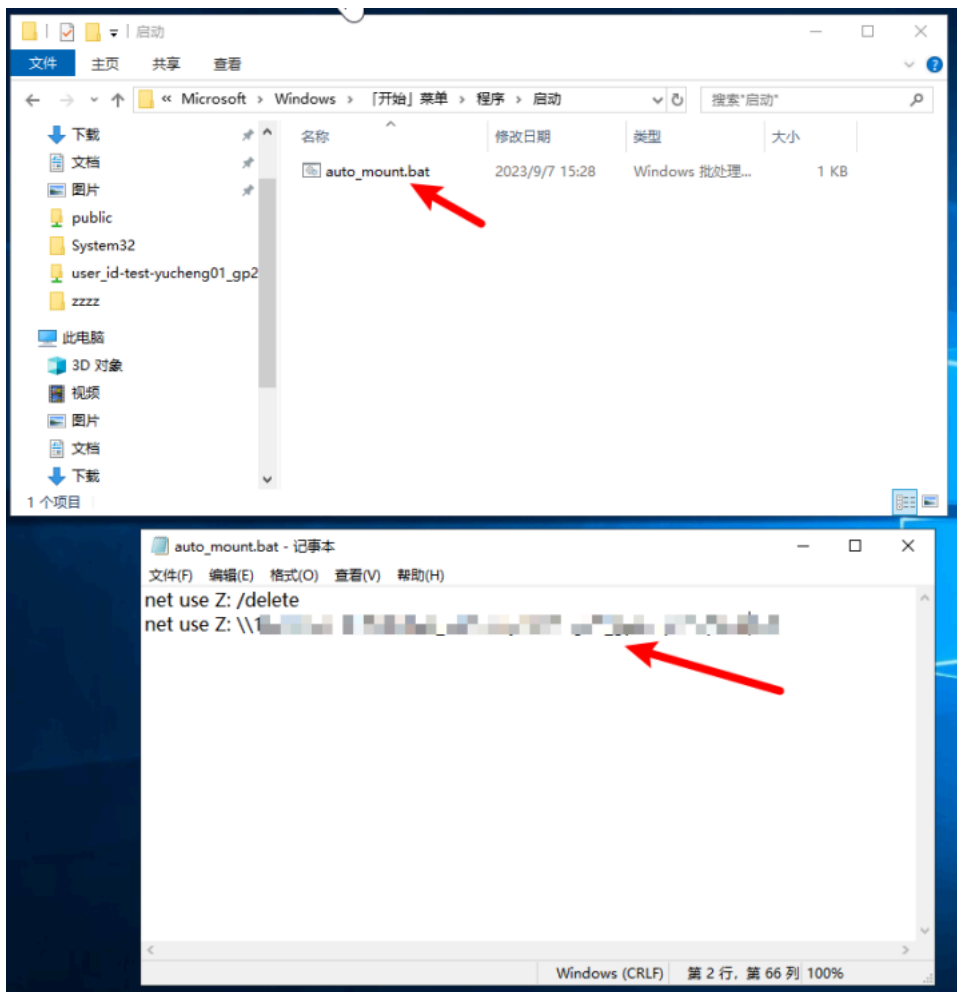 启动
文件 主页 共享 查看
« Microsoft › Windows › 「开始」菜单 › 程序 › 启动
搜索"启动"
名称 修改日期 类型 大小
auto_mount.bat 2023/9/7 15:28 Windows 批处理... 1 KB
下载
文档
图片
public
System32
user_id-test-yucheng01_gp2
zzzz
此电脑
3D 对象
视频
图片
文档
下载
1 个项目
auto_mount.bat - 记事本
文件(F) 编辑(E) 格式(O) 查看(V) 帮助(H)
net use Z: /delete
net use Z: \\1
Windows (CRLF) 第 2 行，第 66 列 100%